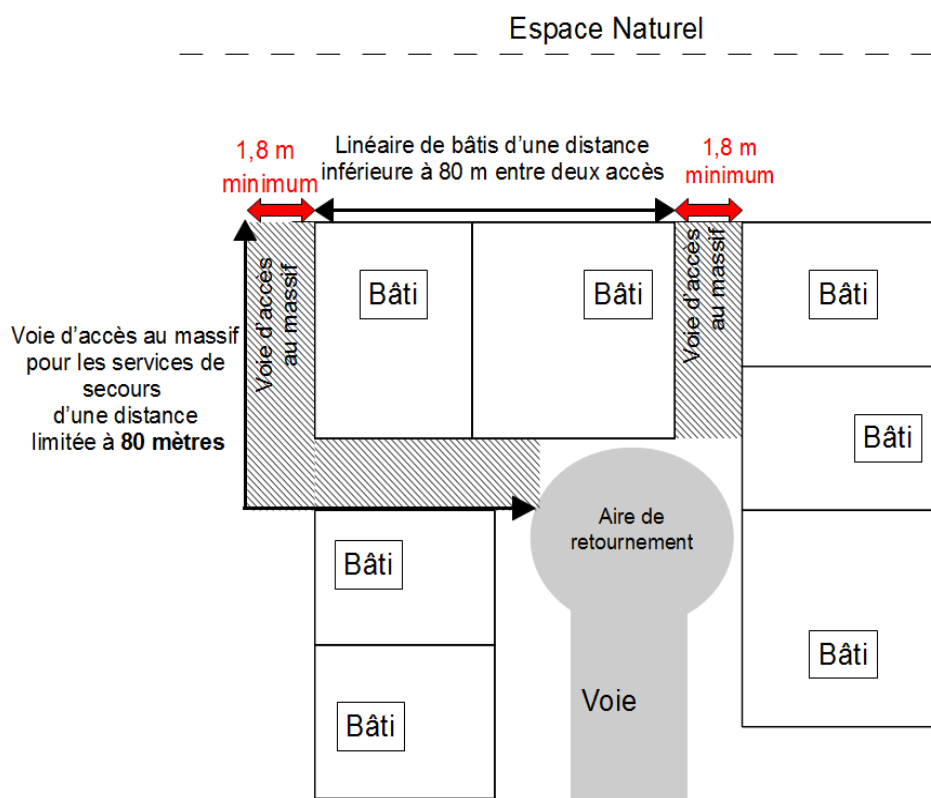 Espace Naturel
1,8 m
minimum
Linéaire de bâtis d’une distance
inférieure à 80 m entre deux accès
1,8 m
minimum
Voie d’accès
au massif
Bâti
Bâti
Voie d’accès
au massif
Bâti
Voie d’accès au massif
pour les services de
secours
d’une distance
limitée à 80 mètres
Bâti
Aire de
retournement
Bâti
Bâti
Voie
Bâti